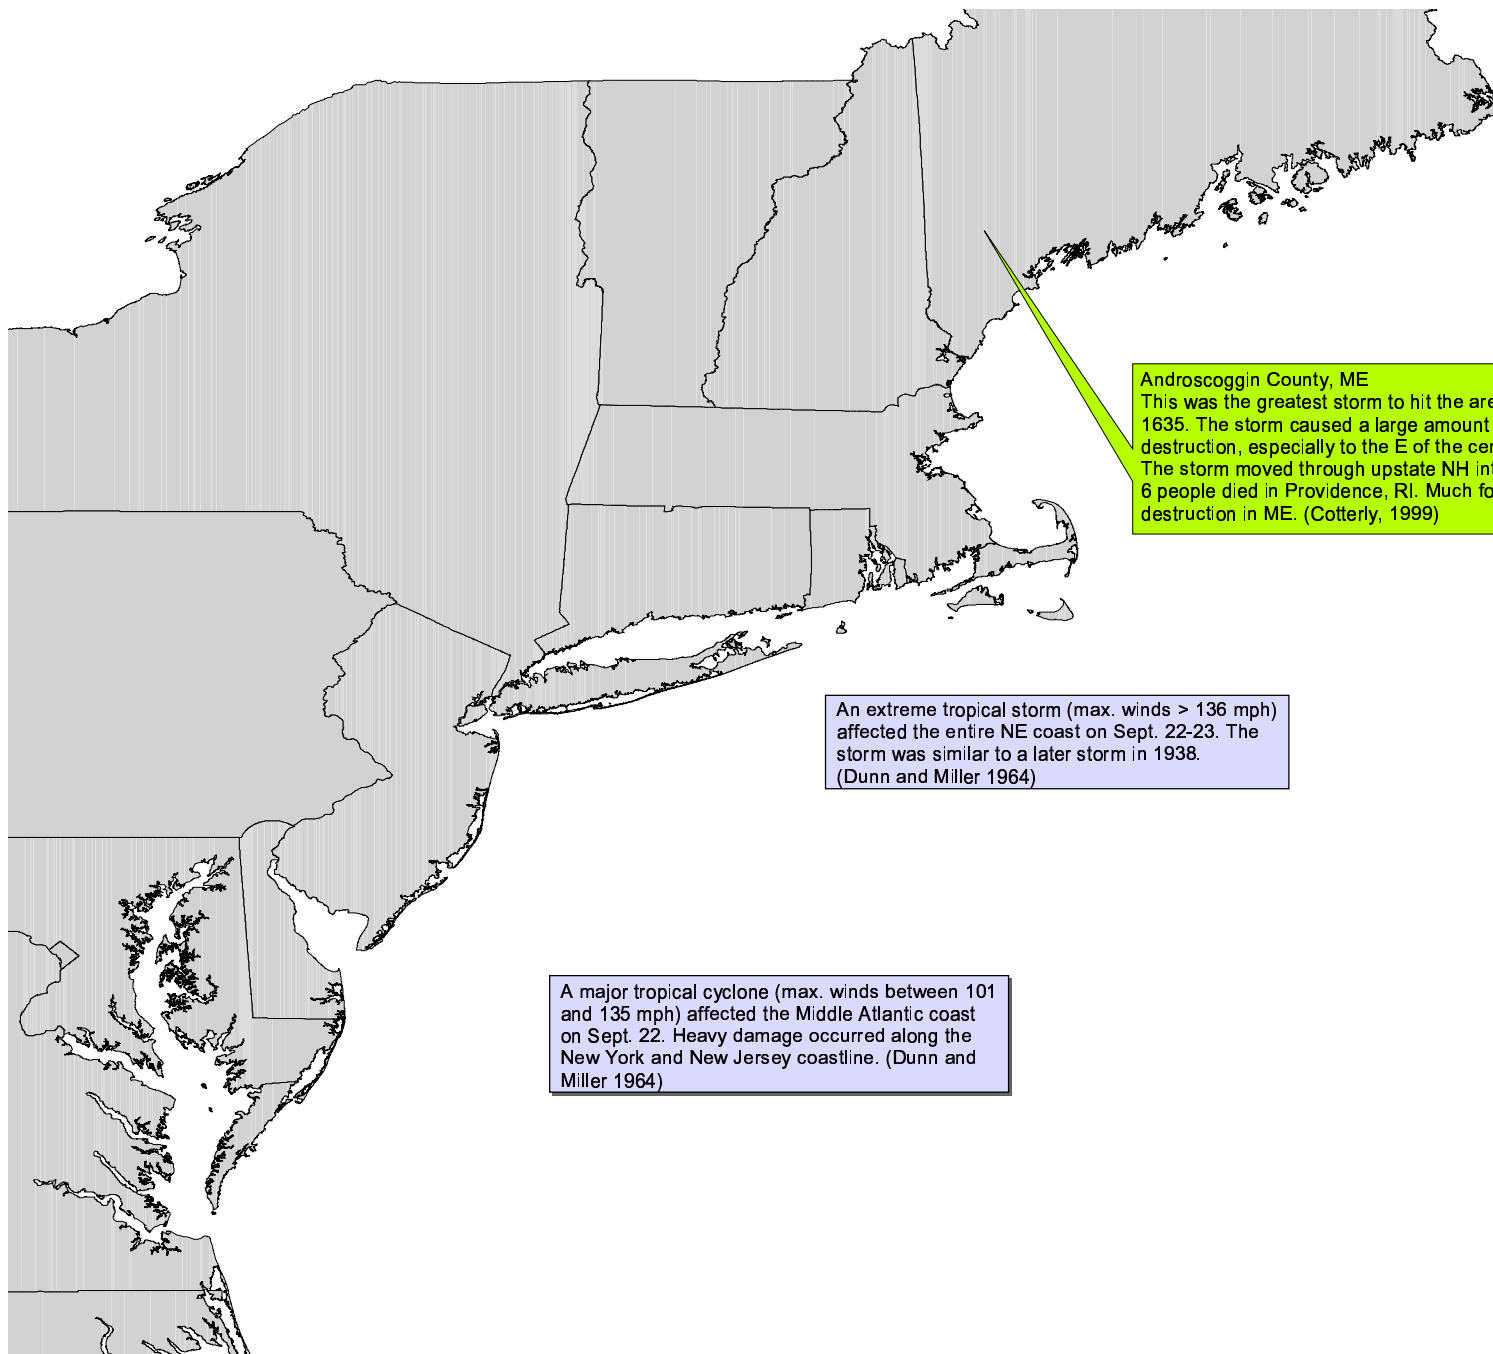 Androscoggin County, ME
This was the greatest storm to hit the
1635. The storm caused a large amount
destruction, especially to the E of the
The storm moved through upstate NH
6 people died in Providence, RI. Much
destruction in ME. (Cotterly, 1999)
An extreme tropical storm (max. winds > 136 mph)
affected the entire NE coast on Sept. 22-23. The
storm was similar to a later storm in 1938.
(Dunn and Miller 1964)
A major tropical cyclone (max. winds between 101
and 135 mph) affected the Middle Atlantic coast
on Sept. 22. Heavy damage occurred along the
New York and New Jersey coastline. (Dunn and
Miller 1964)